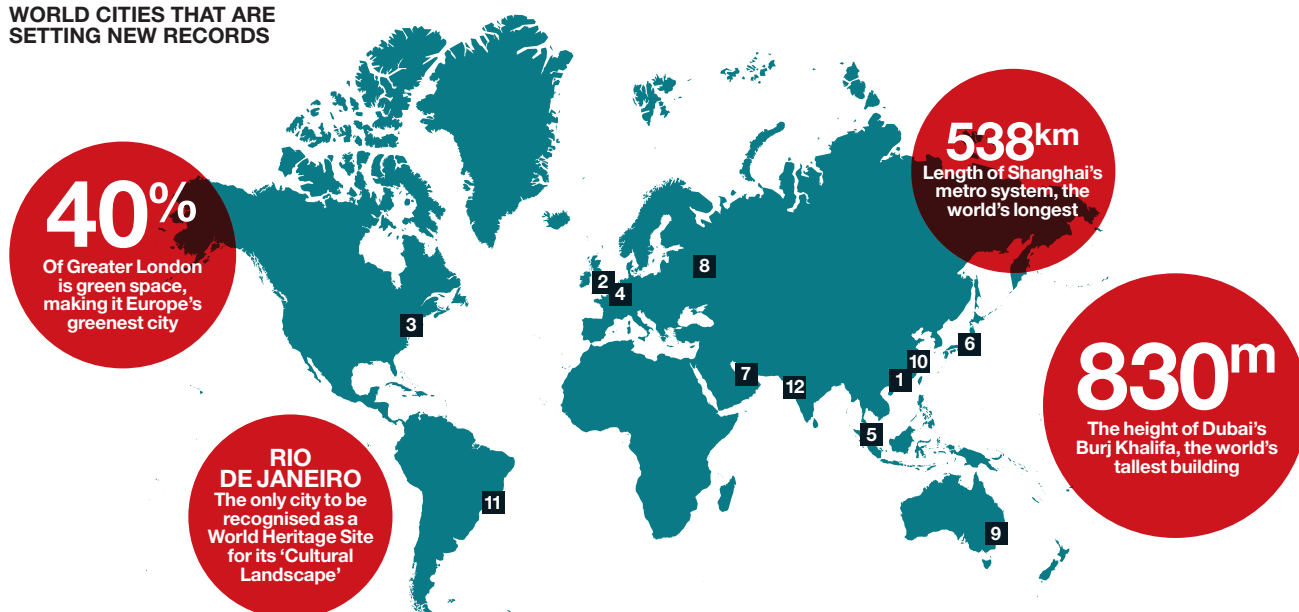 WORLD CITIES THAT ARE
SETTING NEW RECORDS
40%
Of Greater London
is green space,
making it Europe's
greenest city
538km
Length of Shanghai's
metro system, the
world's longest
830m
The height of Dubai's
Burj Khalifa, the world's
tallest building
RIO
DE JANEIRO
The only city to be
recognised as a
World Heritage Site
for its 'Cultural
Landscape'
2
4
8
3
6
10
7
12
1
5
11
9